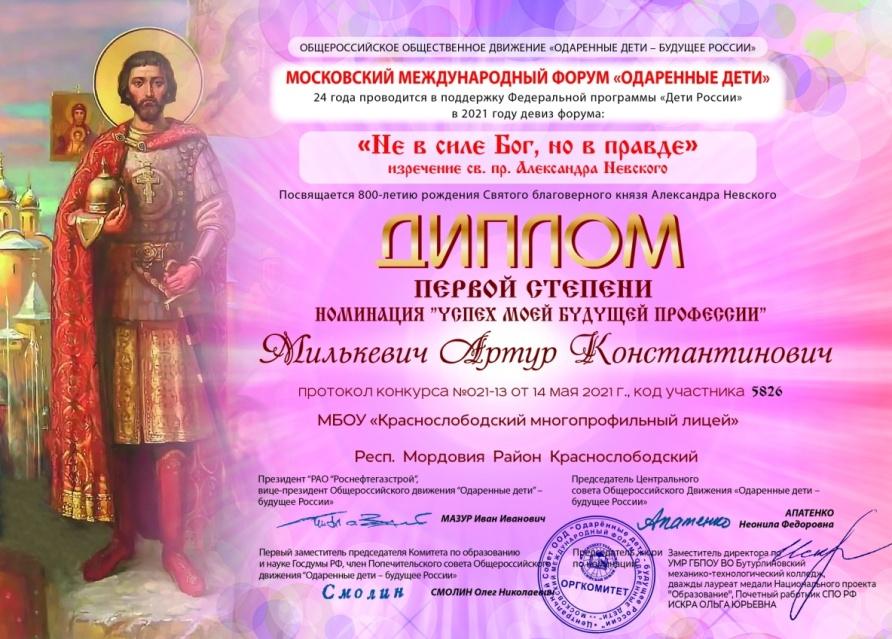 ОБЩЕРОССИЙСКОЕ ОБЩЕСТВЕННОЕ ДВИЖЕНИЕ «ОДАРЕННЫЕ ДЕТИ – БУДУЩЕЕ РОССИИ»
МОСКОВСКИЙ МЕЖДУНАРОДНЫЙ ФОРУМ «ОДАРЕННЫЕ ДЕТИ»
24 года проводится в поддержку Федеральной программы «Дети России»
в 2021 году девиз форума:
«Не в силе Бог, но в правде»
изречение св. пр. Александра Невского
Посвящается 800-летию рождения Святого благоверного князя Александра Невского
ДИПЛОМ
ПЕРВОЙ СТЕПЕНИ
НОМИНАЦИЯ "УСПЕХ МОЕЙ БУДУЩЕЙ ПРОФЕССИИ"
Милькевич Артур Константинович
протокол конкурса №021-13 от 14 мая 2021 г., код участника 5826
МБОУ «Краснослободский многопрофильный лицей»
Респ. Мордовия Район Краснослободский
Президент "РАО "Роснефтегазстрой",
вице-президент Общероссийского движения "Одаренные дети" –
будущее России»
МАЗУР Иван Иванович
Председатель Центрального
совета Общероссийского Движения «Одаренные дети –
будущее России»
Апатенко
АПАТЕНКО
Неонила Федоровна
Первый заместитель председателя Комитета по образованию
и науке Госдумы РФ, член Попечительского совета Общероссийского
движения "Одаренные дети – будущее России»
Смолин
СМОЛИН Олег Николаевич
Председатель жюри
по номинации
ОРГКОМИТЕТ
Заместитель директора по
УМР ГБПОУ ВО Бутурлиновский
механико-технологический колледж,
дважды лауреат медали Национального проекта
"Образование", Почетный работник СПО РФ
ИСКРА ОЛЬГА ЮРЬЕВНА